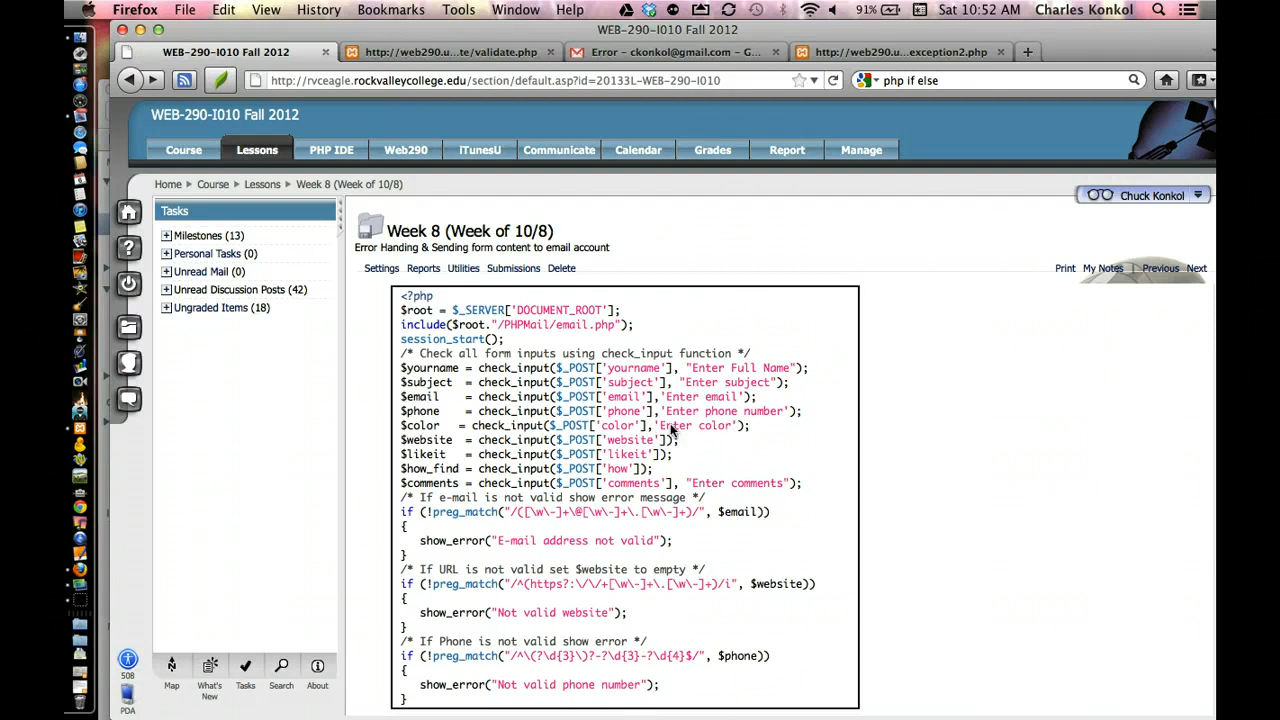 Firefox File Edit View History Bookmarks Tools Window Help 91% Sat 10:52 AM Charles Konkol
WEB-290-I010 Fall 2012
WEB-290-I010 Fall 2012 http://web290.u...te/validate.php Error - ckonkol@gmail.com - G... http://web290.u...exception2.php
http://rvceagle.rockvalleycollege.edu/section/default.asp?id=20133L-WEB-290-I010 php if else
WEB-290-I010 Fall 2012
Course Lessons PHP IDE Web290 iTunesU Communicate Calendar Grades Report Manage
Home Course Lessons Week 8 (Week of 10/8)
Chuck Konkol
Tasks
Milestones (13)
Personal Tasks (0)
Unread Mail (0)
Unread Discussion Posts (42)
Ungraded Items (18)
Week 8 (Week of 10/8)
Error Handing & Sending form content to email account
Settings Reports Utilities Submissions Delete Print My Notes Previous Next
<?php
$root = $_SERVER['DOCUMENT_ROOT'];
include($root."/PHPMail/email.php");
session_start();
/* Check all form inputs using check_input function */
$yourname = check_input($_POST['yourname'], "Enter Full Name");
$subject = check_input($_POST['subject'], "Enter subject");
$email = check_input($_POST['email'],'Enter email');
$phone = check_input($_POST['phone'],'Enter phone number');
$color = check_input($_POST['color'],'Enter color');
$website = check_input($_POST['website']);
$likeit = check_input($_POST['likeit']);
$how_find = check_input($_POST['how']);
$comments = check_input($_POST['comments'], "Enter comments");
/* If e-mail is not valid show error message */
if (!preg_match("/([\w\-]+\@[\w\-]+\.[\w\-]+)/", $email))
{
show_error("E-mail address not valid");
}
/* If URL is not valid set $website to empty */
if (!preg_match("/^(https?:\/\/+[\w\-]+\.[\w\-]+)/i", $website))
{
show_error("Not valid website");
}
/* If Phone is not valid show error */
if (!preg_match("/^\(?\d{3}\)?-?\d{3}-?\d{4}$/", $phone))
{
show_error("Not valid phone number");
}
Map What's New Tasks Search About
508
PDA